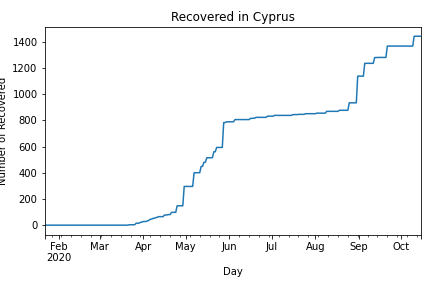 Recovered in Cyprus
Number of Recovered
1400
1200
1000
800
600
400
200
0
Feb Mar Apr May Jun Jul Aug Sep Oct
2020
Day